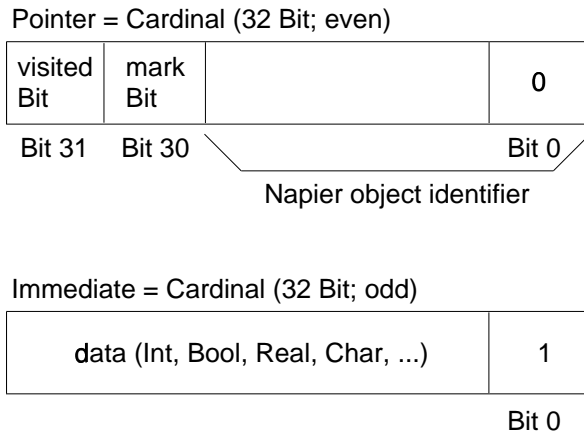 Pointer = Cardinal (32 Bit; even)
visited mark
Bit Bit 0
Bit 31 Bit 30 Bit 0
Napier object identifier
Immediate = Cardinal (32 Bit; odd)
data (Int, Bool, Real, Char, ...) 1
Bit 0